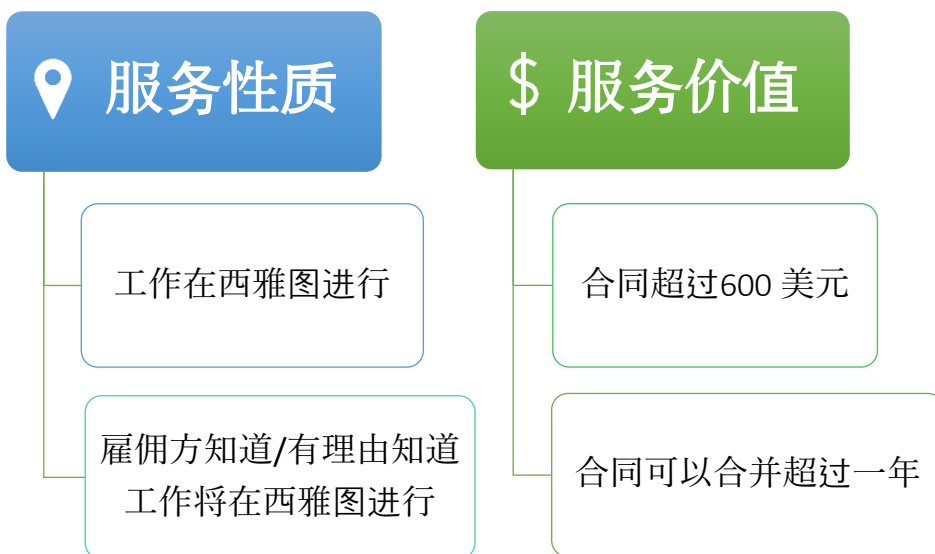 服务性质
工作在西雅图进行
雇佣方知道/有理由知道
工作将在西雅图进行
$ 服务价值
合同超过600 美元
合同可以合并超过一年